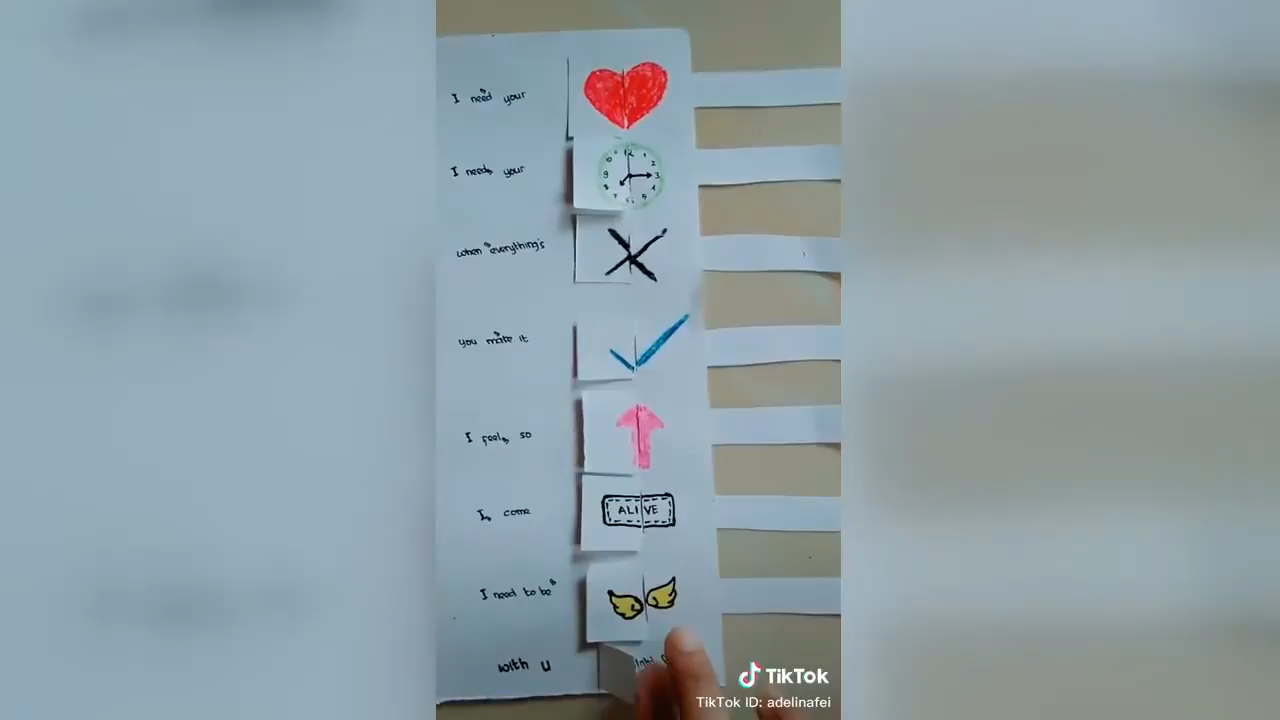 I need your
I need your
12
when everything's
you make it
I feel so
I come
ALIVE
I need to be
with u
TikTok
TikTok ID: adelinafei